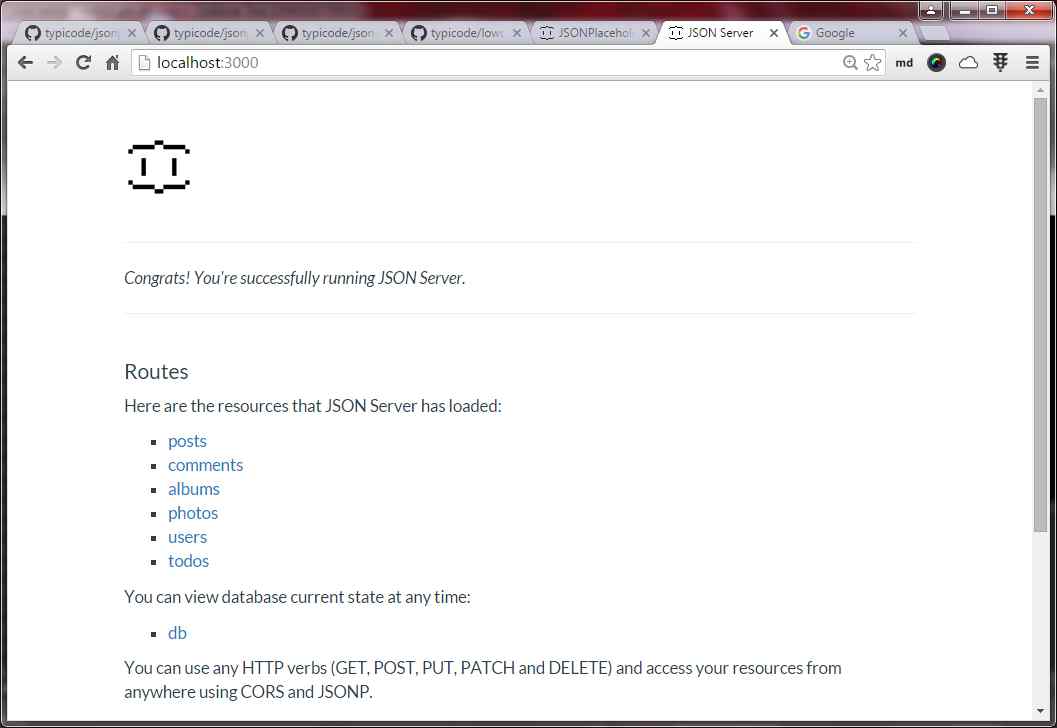 typicode/json
typicode/json
typicode/json
typicode/low
JSONPlacehol
JSON Server
Google
localhost:3000
md
Congrats! You're successfully running JSON Server.
Routes
Here are the resources that JSON Server has loaded:
posts
comments
albums
photos
users
todos
You can view database current state at any time:
db
You can use any HTTP verbs (GET, POST, PUT, PATCH and DELETE) and access your resources from
anywhere using CORS and JSONP.